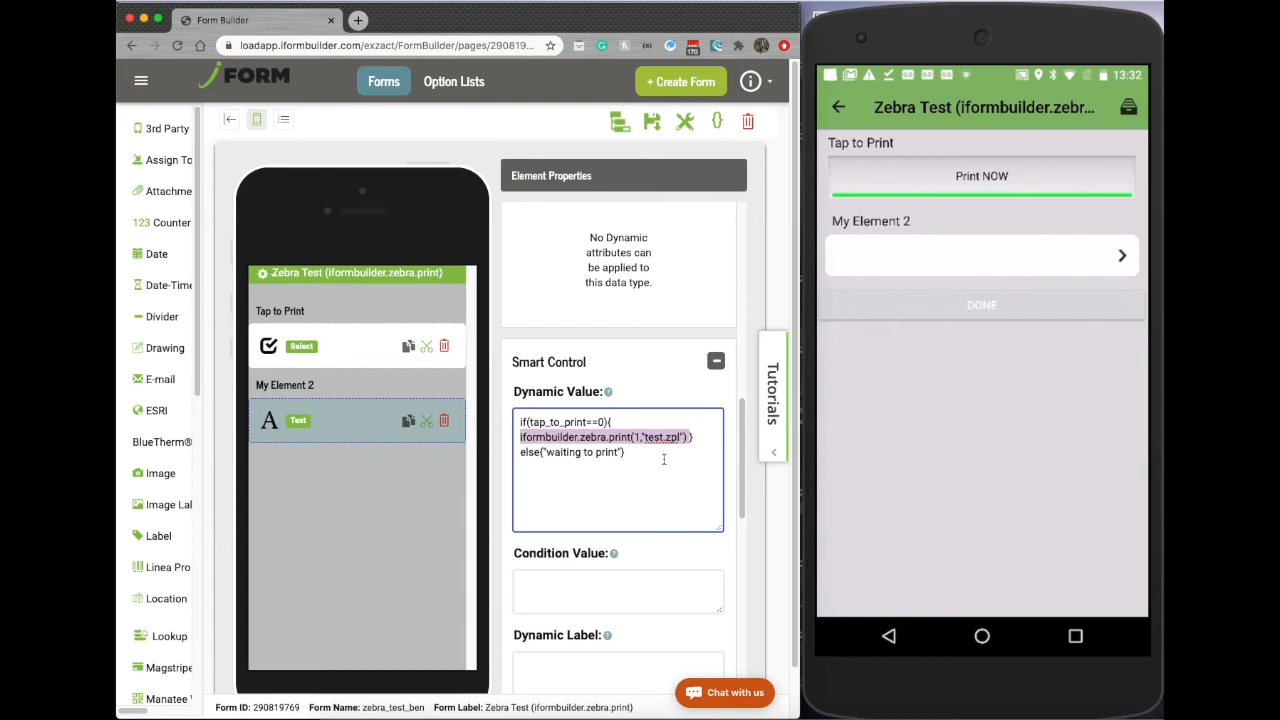 Form Builder
loadapp.iformbuilder.com/exzact/FormBuilder/pages/290819...
170
FORM
Forms
Option Lists
+ Create Form
3rd Party
Assign To
Attachme
123 Counter
Date
Date-Time
Divider
Drawing
E-mail
ESRI
BlueTherm®
Image
Image Lab
Label
Linea Pro
Location
Lookup
Magstripe
Manatee
Zebra Test (iformbuilder.zebra.print)
Tap to Print
Select
My Element 2
A Text
Element Properties
No Dynamic
attributes can
be applied to
this data type.
Smart Control
Dynamic Value:
if(tap_to_print==0){
iformbuilder.zebra.print(1,"test.zpl") }
else{"waiting to print"}
Condition Value:
Dynamic Label:
Tutorials
Chat with us
Form ID: 290819769 Form Name: zebra_test_ben Form Label: Zebra Test (iformbuilder.zebra.print)
13:32
Zebra Test (iformbuilder.zebr...
Tap to Print
Print NOW
My Element 2
DONE